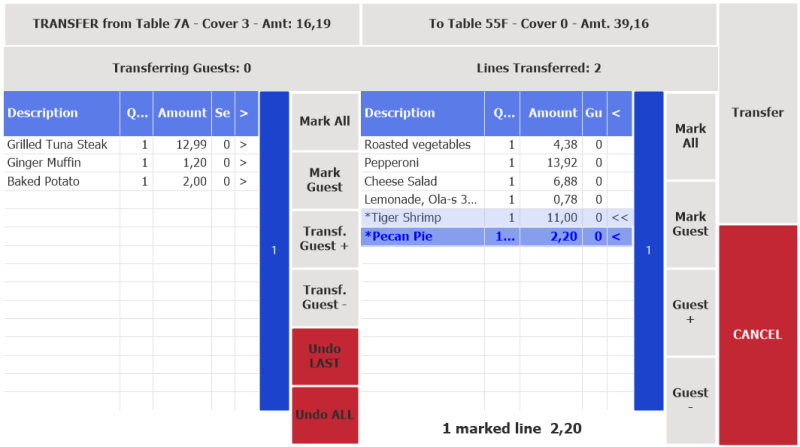 TRANSFER from Table 7A - Cover 3 - Amt: 16,19
To Table 55F - Cover 0 - Amt. 39,16
Transferring Guests: 0
Lines Transferred: 2
Description Q... Amount Se >
Grilled Tuna Steak 1 12,99 0 >
Ginger Muffin 1 1,20 0 >
Baked Potato 1 2,00 0 >
1
Mark All
Mark
Guest
Transf.
Guest +
Transf.
Guest -
Undo
LAST
Undo ALL
Description Q... Amount Gu <
Roasted vegetables 1 4,38 0
Pepperoni 1 13,92 0
Cheese Salad 1 6,88 0
Lemonade, Ola-s 3... 1 0,78 0
*Tiger Shrimp 1 11,00 0 <<
*Pecan Pie 1... 2,20 0 <
1
Mark
All
Mark
Guest
Guest
+
Guest
-
Transfer
CANCEL
1 marked line 2,20